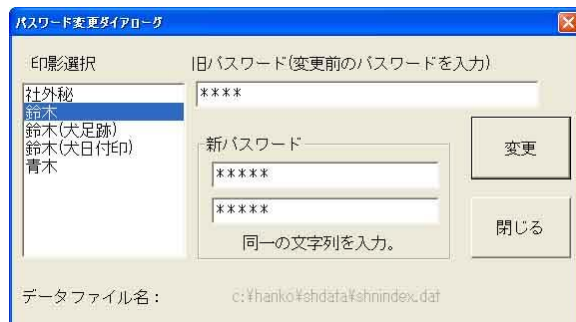 パスワード変更ダイアローグ
印影選択
旧パスワード(変更前のパスワードを入力)
社外秘
鈴木
鈴木(犬足跡)
鈴木(犬日付印)
青木
****
新パスワード
*****
*****
同一の文字列を入力。
変更
閉じる
データファイル名：
c:¥hanko¥shdata¥shnindex.dat